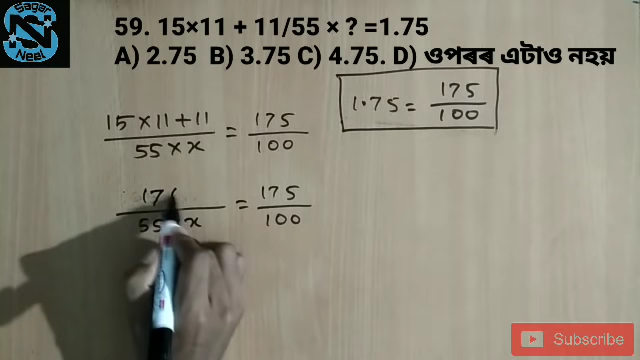 Sagar
Neel
59. 15×11 + 11/55 × ? =1.75
A) 2.75 B) 3.75 C) 4.75. D) ওপৰৰ এটাও নহয়
1.75 = 175/100
15×11+11/55×x = 175/100
55 x = 175/100
Subscribe